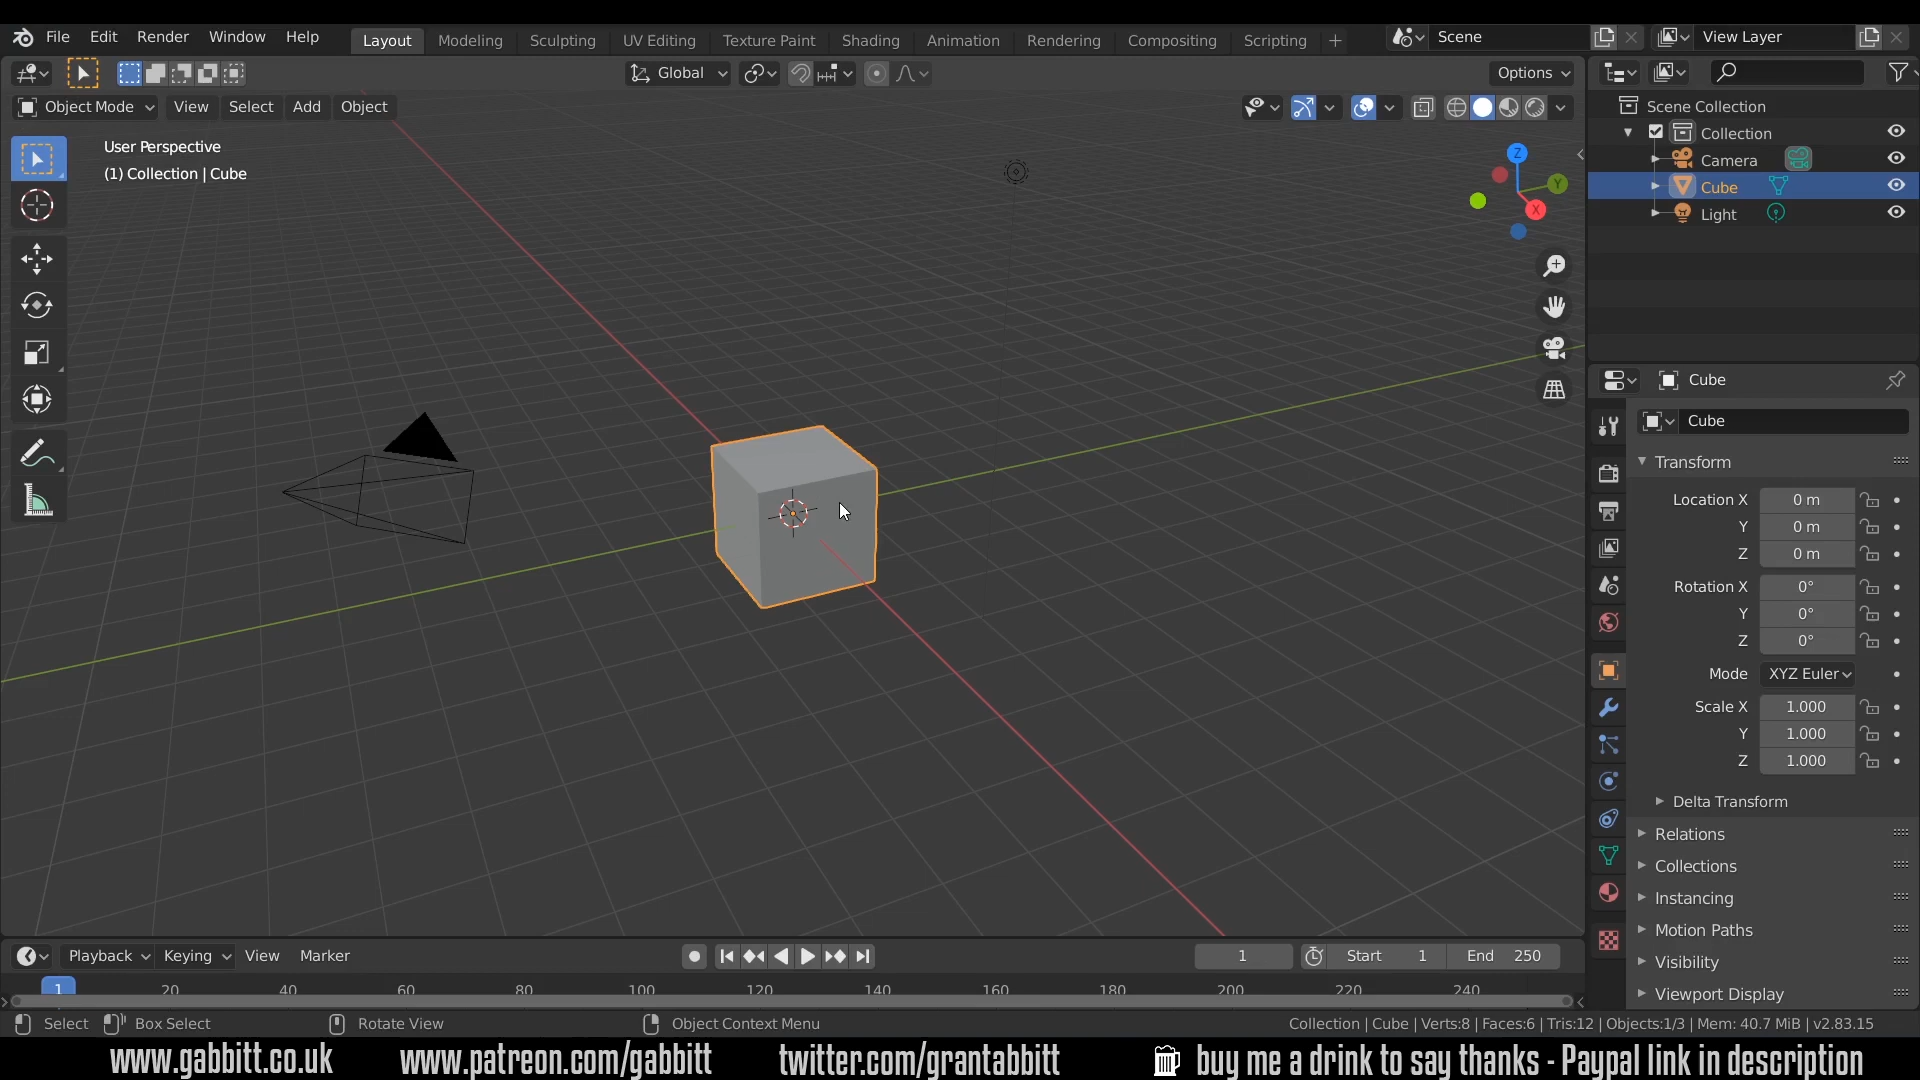 File Edit Render Window Help Layout Modeling Sculpting UV Editing Texture Paint Shading Animation Rendering Compositing Scripting + Scene View Layer
Global Options
Object Mode View Select Add Object
User Perspective
(1) Collection | Cube
Z
Y
X
Scene Collection
Collection
Camera
Cube
Light
Cube
Cube
Transform
Location X 0 m
Y 0 m
Z 0 m
Rotation X 0°
Y 0°
Z 0°
Mode XYZ Euler
Scale X 1.000
Y 1.000
Z 1.000
Delta Transform
Relations
Collections
Instancing
Motion Paths
Visibility
Viewport Display
Playback Keying View Marker 1 Start 1 End 250
1 20 40 60 80 100 120 140 160 180 200 220 240
Select Box Select Rotate View Object Context Menu Collection | Cube | Verts:8 | Faces:6 | Tris:12 | Objects:1/3 | Mem: 40.7 MiB | v2.83.15
www.gabbitt.co.uk www.patreon.com/gabbitt twitter.com/grantabbitt buy me a drink to say thanks - Paypal link in description